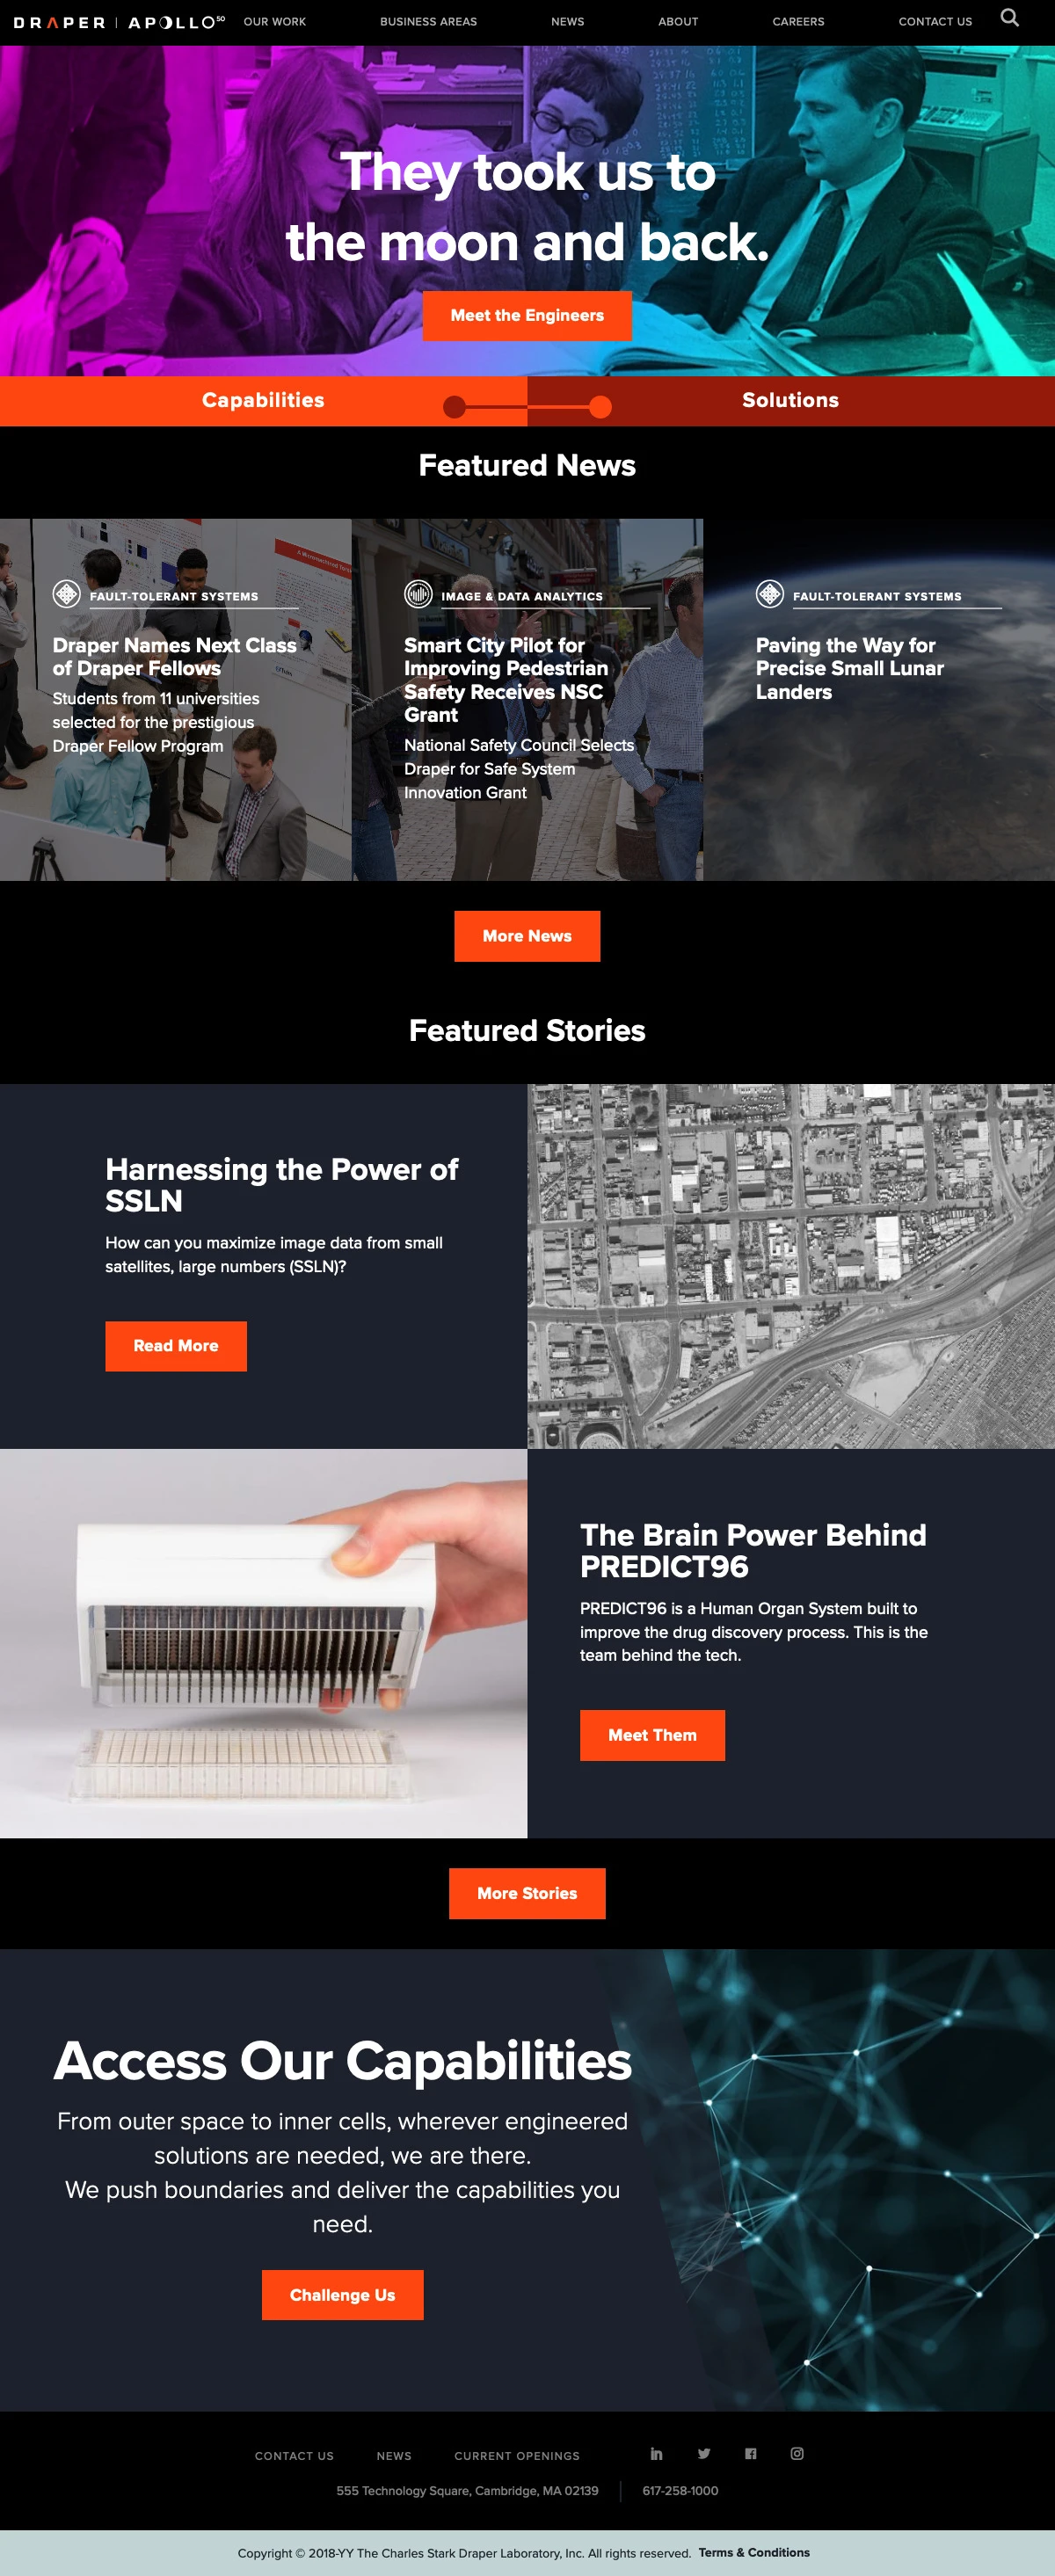 DRAPER | APOLLO50
OUR WORK
BUSINESS AREAS
NEWS
ABOUT
CAREERS
CONTACT US
They took us to
the moon and back.
Meet the Engineers
Capabilities
Solutions
Featured News
FAULT-TOLERANT SYSTEMS
Draper Names Next Class
of Draper Fellows
Students from 11 universities
selected for the prestigious
Draper Fellow Program
IMAGE & DATA ANALYTICS
Smart City Pilot for
Improving Pedestrian
Safety Receives NSC
Grant
National Safety Council Selects
Draper for Safe System
Innovation Grant
FAULT-TOLERANT SYSTEMS
Paving the Way for
Precise Small Lunar
Landers
More News
Featured Stories
Harnessing the Power of
SSLN
How can you maximize image data from small
satellites, large numbers (SSLN)?
Read More
The Brain Power Behind
PREDICT96
PREDICT96 is a Human Organ System built to
improve the drug discovery process. This is the
team behind the tech.
Meet Them
More Stories
Access Our Capabilities
From outer space to inner cells, wherever engineered
solutions are needed, we are there.
We push boundaries and deliver the capabilities you
need.
Challenge Us
CONTACT US
NEWS
CURRENT OPENINGS
555 Technology Square, Cambridge, MA 02139
617-258-1000
Copyright © 2018-YY The Charles Stark Draper Laboratory, Inc. All rights reserved. Terms & Conditions